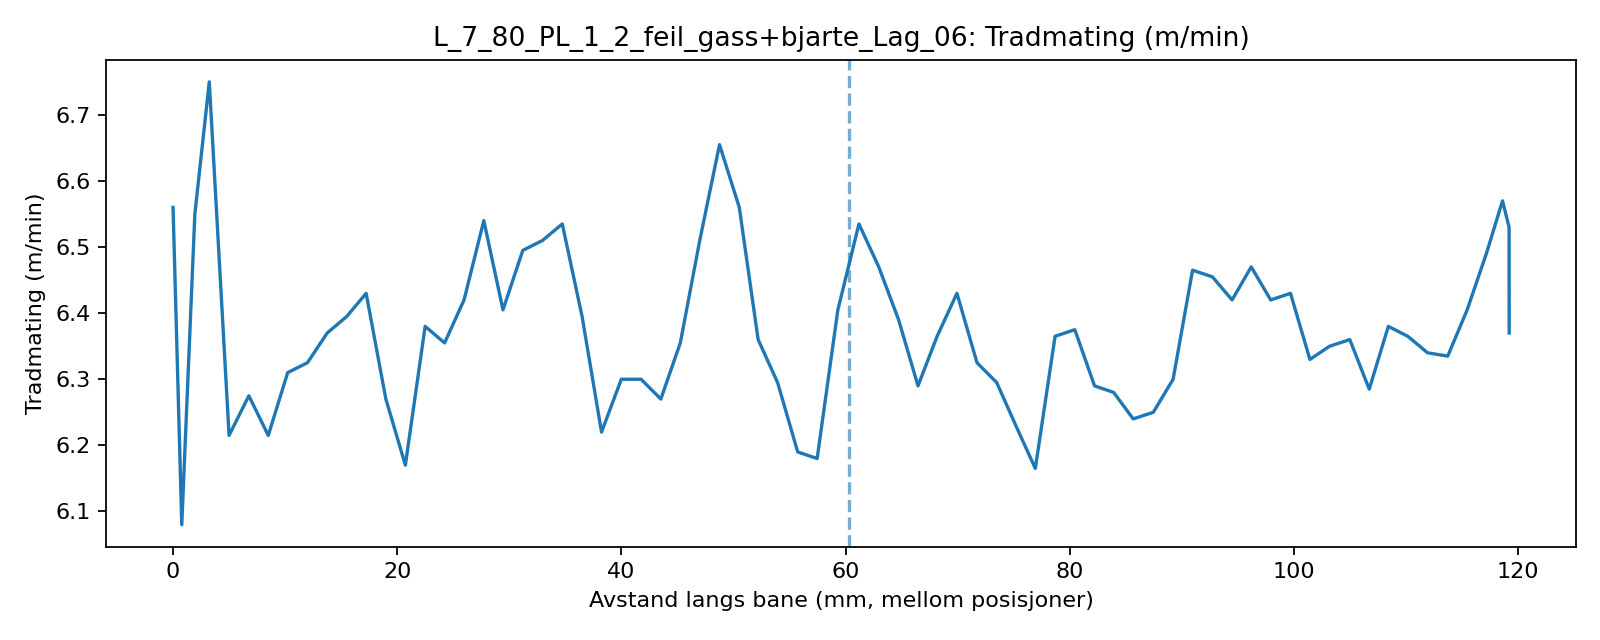 L_7_80_PL_1_2_feil_gass+bjarte_Lag_06: Tradmating (m/min)
Tradmating (m/min)
6.7
6.6
6.5
6.4
6.3
6.2
6.1
0 20 40 60 80 100 120
Avstand langs bane (mm, mellom posisjoner)